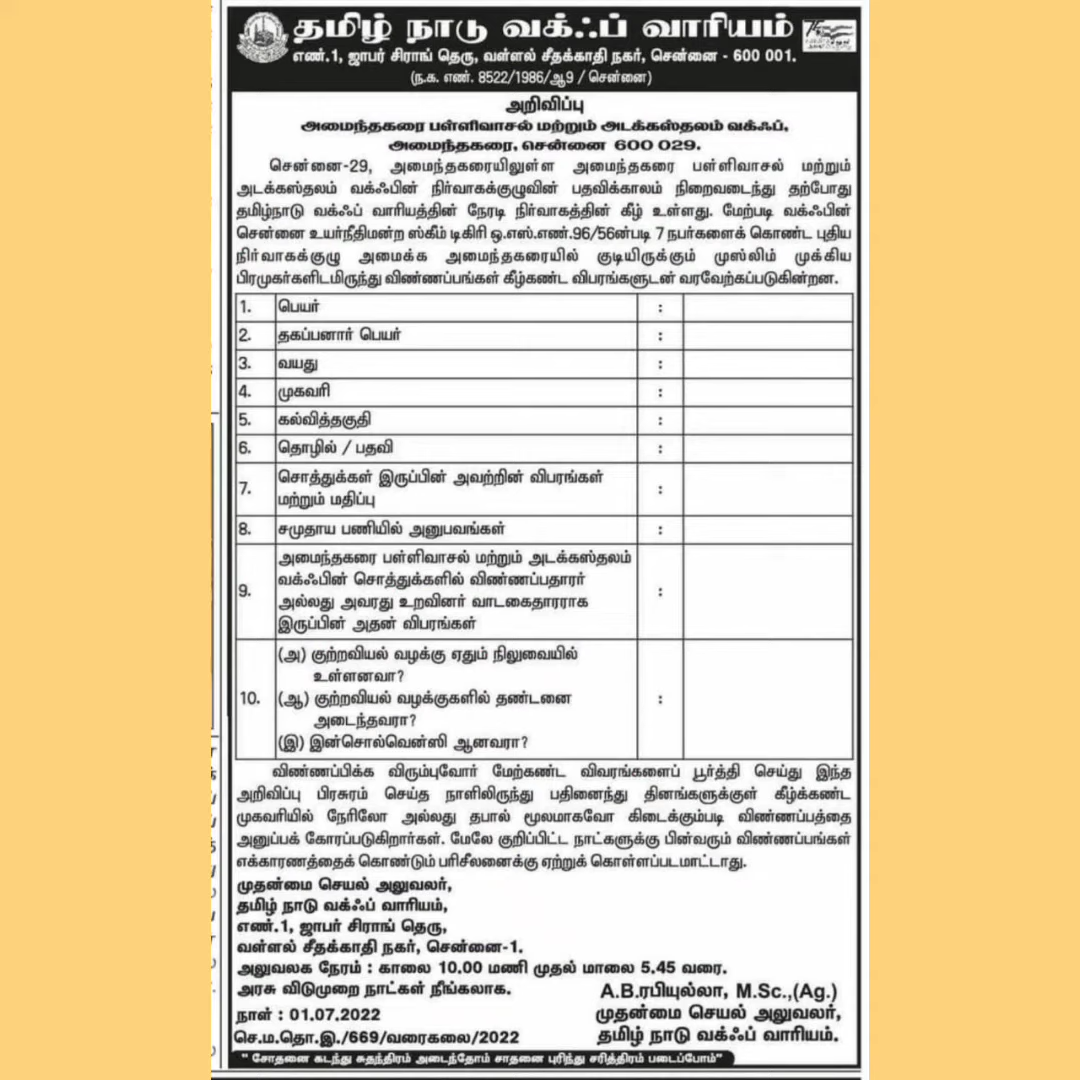 தமிழ் நாடு வக்ஃப் வாரியம்
எண்.1, ஜாபர் சிராங் தெரு, வள்ளல் சீதக்காதி நகர், சென்னை - 600 001.
(ந.க. எண். 8522/1986/ஆ9 / சென்னை)
அறிவிப்பு
அமைந்தகரை பள்ளிவாசல் மற்றும் அடக்கஸ்தலம் வக்ஃப்,
அமைந்தகரை, சென்னை 600 029.
சென்னை-29, அமைந்தகரையிலுள்ள அமைந்தகரை பள்ளிவாசல் மற்றும்
அடக்கஸ்தலம் வக்ஃபின் நிர்வாகக்குழுவின் பதவிக்காலம் நிறைவடைந்து தற்போது
தமிழ்நாடு வக்ஃப் வாரியத்தின் நேரடி நிர்வாகத்தின் கீழ் உள்ளது. மேற்படி வக்ஃபின்
சென்னை உயர்நீதிமன்ற ஸ்கீம் டிகிரி ஒ.எஸ்.எண்.96/56ன்படி 7 நபர்களைக் கொண்ட புதிய
நிர்வாகக்குழு அமைக்க அமைந்தகரையில் குடியிருக்கும் முஸ்லிம் முக்கிய
பிரமுகர்களிடமிருந்து விண்ணப்பங்கள் கீழ்கண்ட விபரங்களுடன் வரவேற்கப்படுகின்றன.
1. பெயர் :
2. தகப்பனார் பெயர் :
3. வயது :
4. முகவரி :
5. கல்வித்தகுதி :
6. தொழில் / பதவி :
7. சொத்துக்கள் இருப்பின் அவற்றின் விபரங்கள் :
மற்றும் மதிப்பு
8. சமுதாய பணியில் அனுபவங்கள் :
9. அமைந்தகரை பள்ளிவாசல் மற்றும் அடக்கஸ்தலம் :
வக்ஃபின் சொத்துக்களில் விண்ணப்பதாரர்
அல்லது அவரது உறவினர் வாடகைதாரராக
இருப்பின் அதன் விபரங்கள்
10. (அ) குற்றவியல் வழக்கு ஏதும் நிலுவையில் :
உள்ளனவா?
(ஆ) குற்றவியல் வழக்குகளில் தண்டனை
அடைந்தவரா?
(இ) இன்சொல்வென்ஸி ஆனவரா?
விண்ணப்பிக்க விரும்புவோர் மேற்கண்ட விவரங்களைப் பூர்த்தி செய்து இந்த
அறிவிப்பு பிரசுரம் செய்த நாளிலிருந்து பதினைந்து தினங்களுக்குள் கீழ்க்கண்ட
முகவரியில் நேரிலோ அல்லது தபால் மூலமாகவோ கிடைக்கும்படி விண்ணப்பத்தை
அனுப்பக் கோரப்படுகிறார்கள். மேலே குறிப்பிட்ட நாட்களுக்கு பின்வரும் விண்ணப்பங்கள்
எக்காரணத்தைக் கொண்டும் பரிசீலனைக்கு ஏற்றுக் கொள்ளப்படமாட்டாது.
முதன்மை செயல் அலுவலர்,
தமிழ் நாடு வக்ஃப் வாரியம்,
எண்.1, ஜாபர் சிராங் தெரு,
வள்ளல் சீதக்காதி நகர், சென்னை-1.
அலுவலக நேரம் : காலை 10.00 மணி முதல் மாலை 5.45 வரை.
அரசு விடுமுறை நாட்கள் நீங்கலாக.
A.B.ரபியுல்லா, M.Sc.,(Ag.)
நாள் : 01.07.2022
முதன்மை செயல் அலுவலர்,
செ.ம.தொ.இ./669/வரைகலை/2022
தமிழ் நாடு வக்ஃப் வாரியம்.
" சோதனை கடந்து சுதந்திரம் அடைந்தோம் சாதனை புரிந்து சரித்திரம் படைப்போம்"